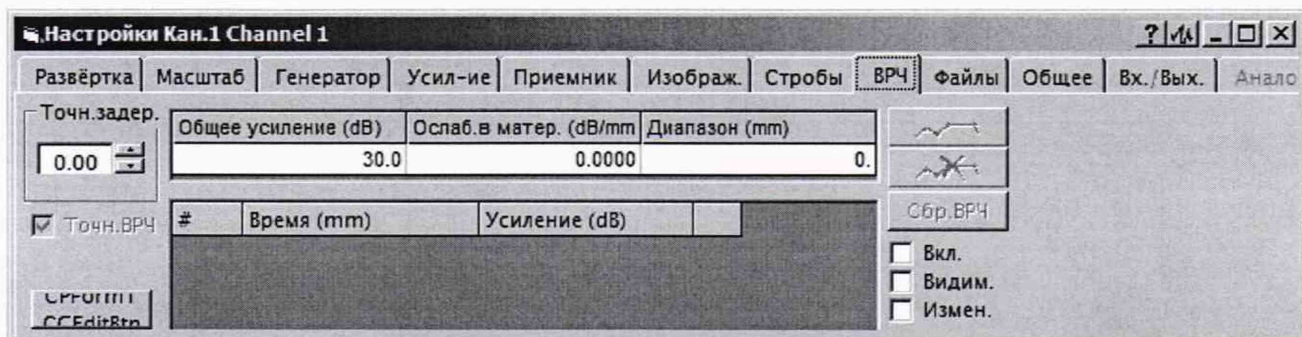 Настройки Кан.1 Channel 1
Развёртка Масштаб Генератор Усил-ие Приемник Изображ. Стробы ВРЧ Файлы Общее Вх./Вых. Анало
Точн.задер.
0.00
Общее усиление (dB) Ослаб.в матер. (dB/mm Диапазон (mm)
30.0 0.0000 0.
Точн.ВРЧ
# Время (mm) Усиление (dB)
Сбр.ВРЧ
Вкл.
Видим.
Измен.
CPForm1
CCEditBtn